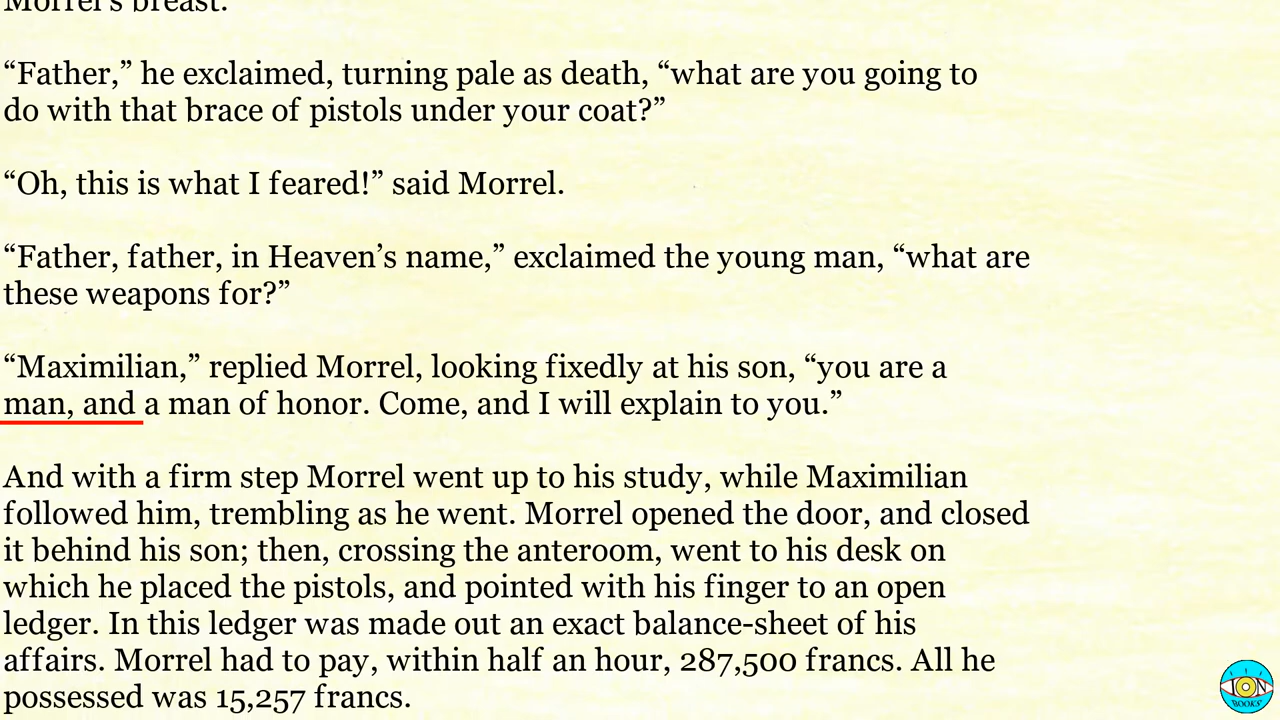 Morrel's breast.
“Father,” he exclaimed, turning pale as death, “what are you going to
do with that brace of pistols under your coat?”
“Oh, this is what I feared!” said Morrel.
“Father, father, in Heaven’s name,” exclaimed the young man, “what are
these weapons for?”
“Maximilian,” replied Morrel, looking fixedly at his son, “you are a
man, and a man of honor. Come, and I will explain to you.”
And with a firm step Morrel went up to his study, while Maximilian
followed him, trembling as he went. Morrel opened the door, and closed
it behind his son; then, crossing the anteroom, went to his desk on
which he placed the pistols, and pointed with his finger to an open
ledger. In this ledger was made out an exact balance-sheet of his
affairs. Morrel had to pay, within half an hour, 287,500 francs. All he
possessed was 15,257 francs.
ION
BOOKS